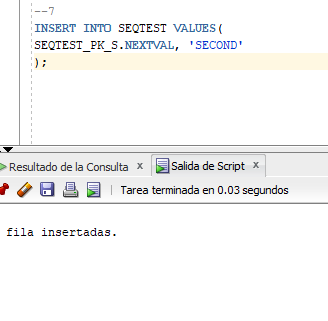 --7
INSERT INTO SEQTEST VALUES(
SEQTEST_PK_S.NEXTVAL, 'SECOND'
);
Resultado de la Consulta x Salida de Script x
Tarea terminada en 0.03 segundos
fila insertadas.